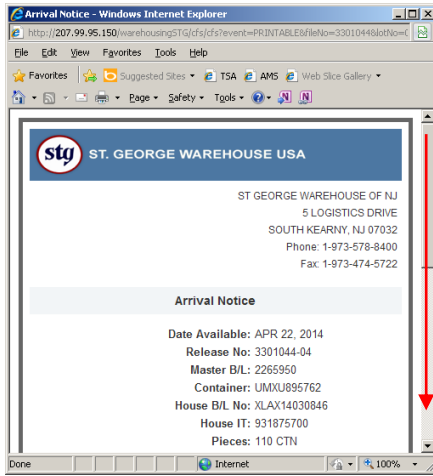 Arrival Notice - Windows Internet Explorer
http://207.99.95.150/warehousingSTG/cfs/cfs?event=PRINTABLE&fileNo=3301044&lotNo=
File Edit View Favorites Tools Help
Favorites Suggested Sites TSA AMS Web Slice Gallery
Page Safety Tools
stg ST. GEORGE WAREHOUSE USA
ST GEORGE WAREHOUSE OF NJ
5 LOGISTICS DRIVE
SOUTH KEARNY, NJ 07032
Phone: 1-973-578-8400
Fax: 1-973-474-5722
Arrival Notice
Date Available: APR 22, 2014
Release No: 3301044-04
Master B/L: 2265950
Container: UMXU895762
House B/L No: XLAX14030846
House IT: 931875700
Pieces: 110 CTN
Done Internet 100%